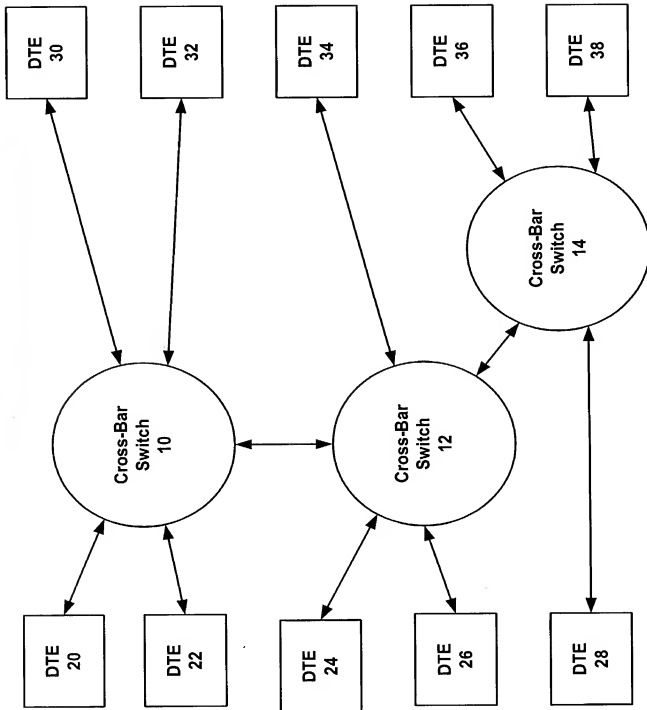 DTE
30
DTE
32
DTE
34
DTE
36
DTE
38
Cross-Bar
Switch
10
Cross-Bar
Switch
12
Cross-Bar
Switch
14
DTE
20
DTE
22
DTE
24
DTE
26
DTE
28